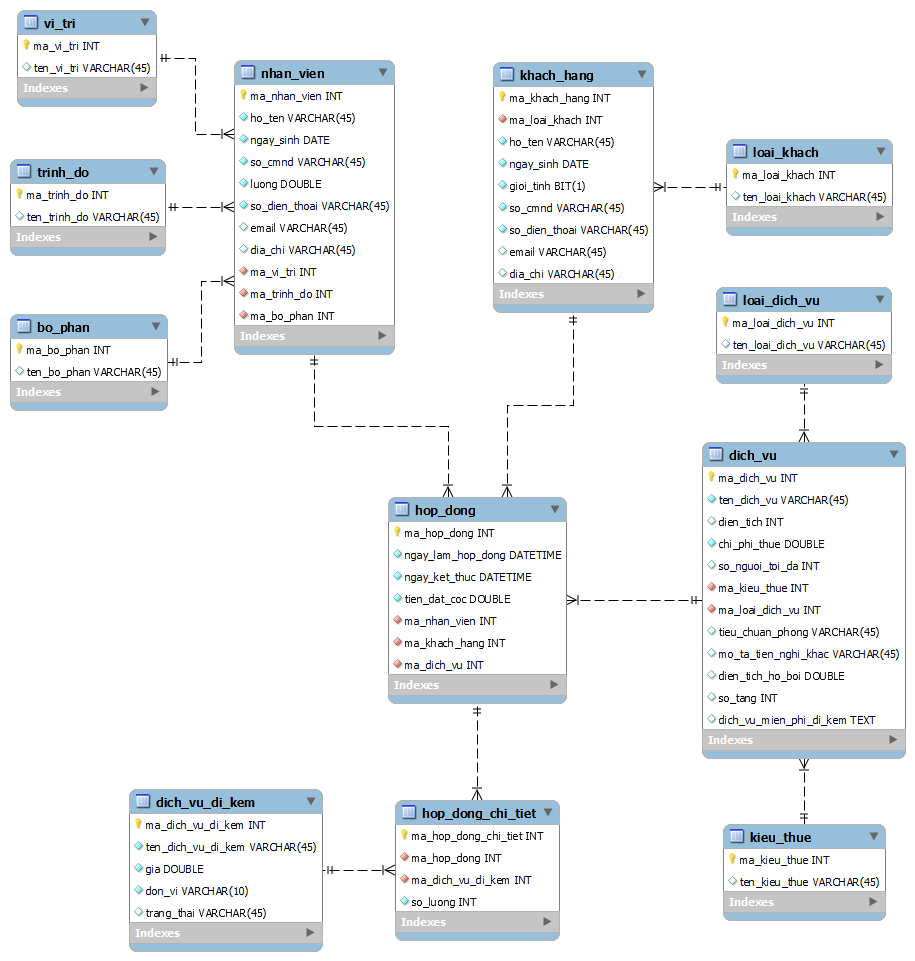 vi_tri
ma_vi_tri INT
ten_vi_tri VARCHAR(45)
Indexes
trinh_do
ma_trinh_do INT
ten_trinh_do VARCHAR(45)
Indexes
bo_phan
ma_bo_phan INT
ten_bo_phan VARCHAR(45)
Indexes
nhan_vien
ma_nhan_vien INT
ho_ten VARCHAR(45)
ngay_sinh DATE
so_cmnd VARCHAR(45)
luong DOUBLE
so_dien_thoai VARCHAR(45)
email VARCHAR(45)
dia_chi VARCHAR(45)
ma_vi_tri INT
ma_trinh_do INT
ma_bo_phan INT
Indexes
khach_hang
ma_khach_hang INT
ma_loai_khach INT
ho_ten VARCHAR(45)
ngay_sinh DATE
gioi_tinh BIT(1)
so_cmnd VARCHAR(45)
so_dien_thoai VARCHAR(45)
email VARCHAR(45)
dia_chi VARCHAR(45)
Indexes
loai_khach
ma_loai_khach INT
ten_loai_khach VARCHAR(45)
Indexes
loai_dich_vu
ma_loai_dich_vu INT
ten_loai_dich_vu VARCHAR(45)
Indexes
dich_vu
ma_dich_vu INT
ten_dich_vu VARCHAR(45)
dien_tich INT
chi_phi_thue DOUBLE
so_nguoi_toi_da INT
ma_kieu_thue INT
ma_loai_dich_vu INT
tieu_chuan_phong VARCHAR(45)
mo_ta_tien_nghi_khac VARCHAR(45)
dien_tich_ho_boi DOUBLE
so_tang INT
dich_vu_mien_phi_di_kem TEXT
Indexes
hop_dong
ma_hop_dong INT
ngay_lam_hop_dong DATETIME
ngay_ket_thuc DATETIME
tien_dat_coc DOUBLE
ma_nhan_vien INT
ma_khach_hang INT
ma_dich_vu INT
Indexes
dich_vu_di_kem
ma_dich_vu_di_kem INT
ten_dich_vu_di_kem VARCHAR(45)
gia DOUBLE
don_vi VARCHAR(10)
trang_thai VARCHAR(45)
Indexes
hop_dong_chi_tiet
ma_hop_dong_chi_tiet INT
ma_hop_dong INT
ma_dich_vu_di_kem INT
so_luong INT
Indexes
kieu_thue
ma_kieu_thue INT
ten_kieu_thue VARCHAR(45)
Indexes